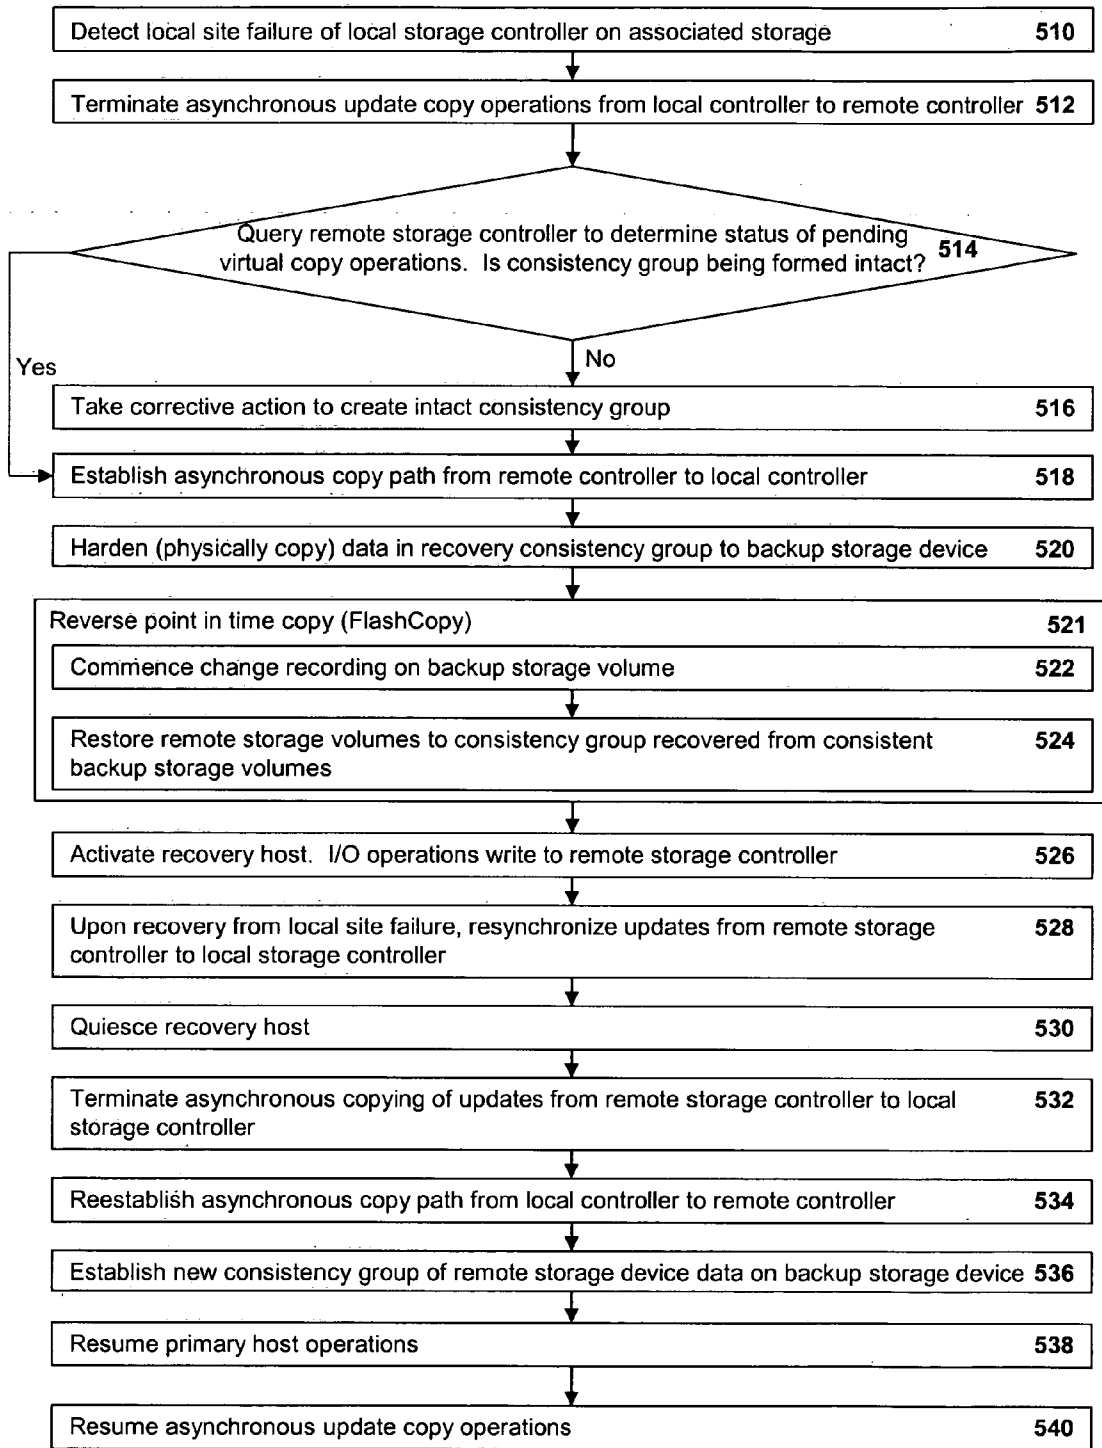 Detect local site failure of local storage controller on associated storage 510
Terminate asynchronous update copy operations from local controller to remote controller 512
Query remote storage controller to determine status of pending
virtual copy operations. Is consistency group being formed intact? 514
Yes
No
Take corrective action to create intact consistency group 516
Establish asynchronous copy path from remote controller to local controller 518
Harden (physically copy) data in recovery consistency group to backup storage device 520
Reverse point in time copy (FlashCopy) 521
Commence change recording on backup storage volume 522
Restore remote storage volumes to consistency group recovered from consistent 524
backup storage volumes
Activate recovery host. I/O operations write to remote storage controller 526
Upon recovery from local site failure, resynchronize updates from remote storage 528
controller to local storage controller
Quiesce recovery host 530
Terminate asynchronous copying of updates from remote storage controller to local 532
storage controller
Reestablish asynchronous copy path from local controller to remote controller 534
Establish new consistency group of remote storage device data on backup storage device 536
Resume primary host operations 538
Resume asynchronous update copy operations 540